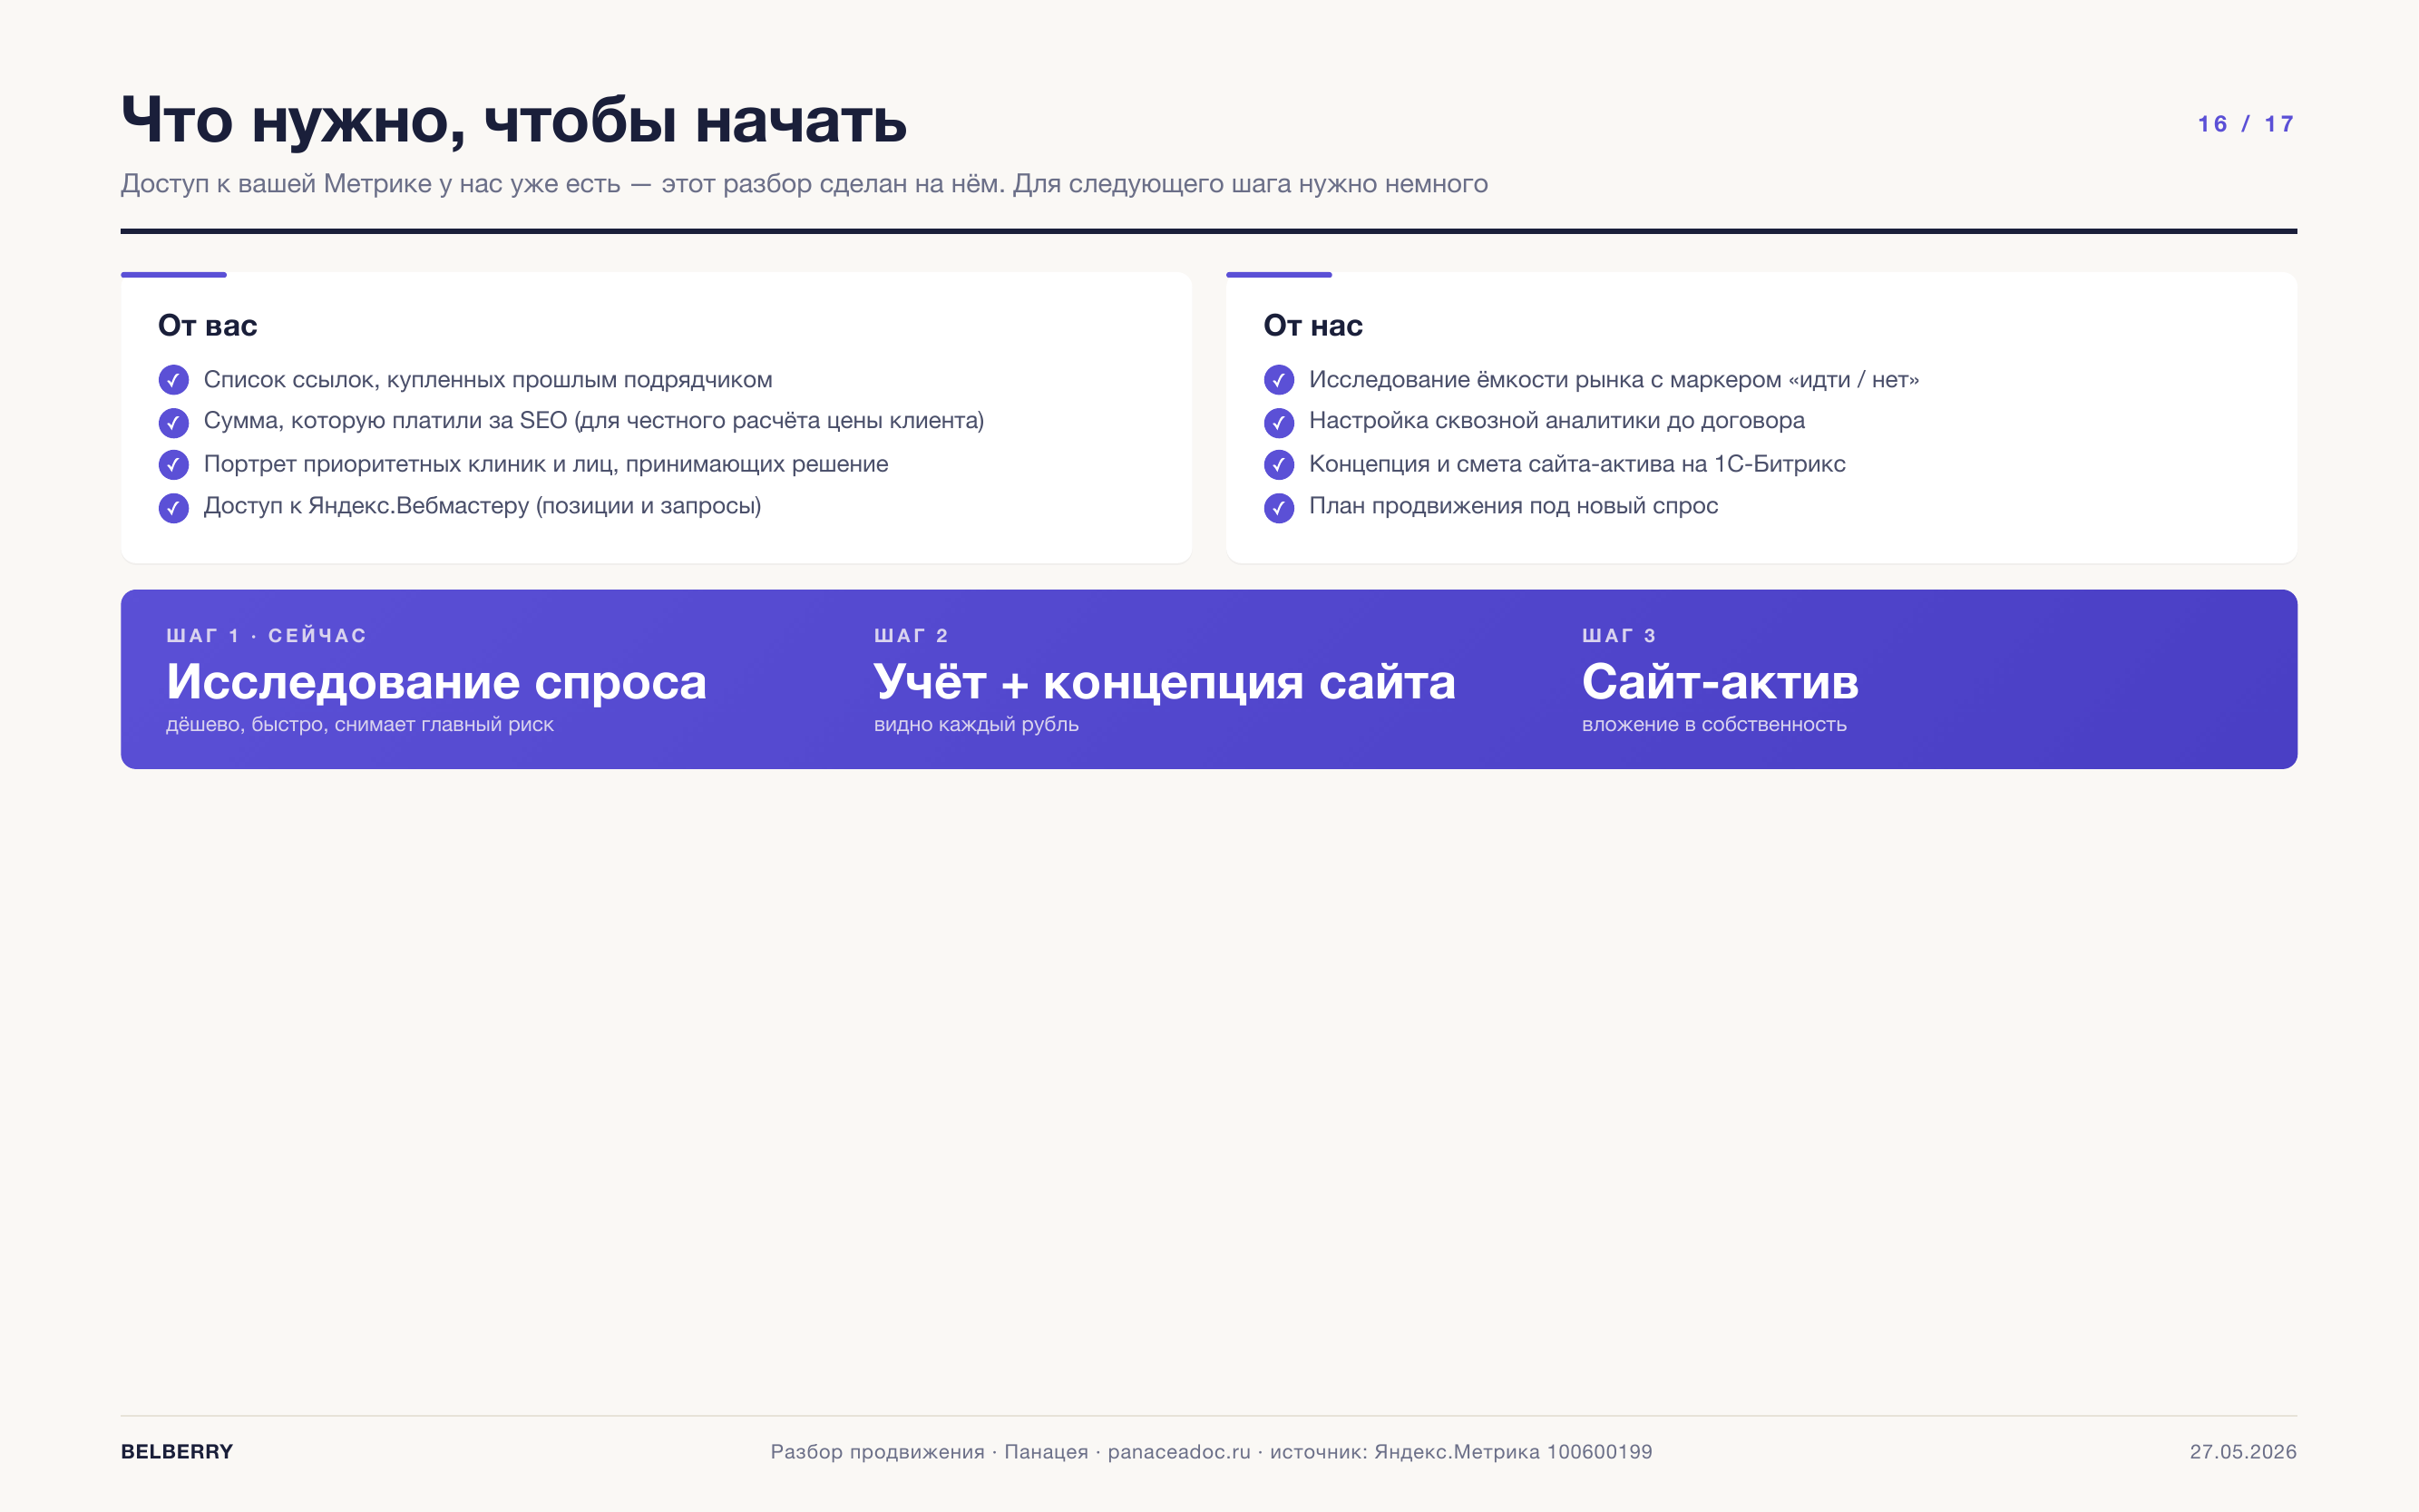 Что нужно, чтобы начать
16 / 17
Доступ к вашей Метрике у нас уже есть — этот разбор сделан на нём. Для следующего шага нужно немного
От вас
Список ссылок, купленных прошлым подрядчиком
Сумма, которую платили за SEO (для честного расчёта цены клиента)
Портрет приоритетных клиник и лиц, принимающих решение
Доступ к Яндекс.Вебмастеру (позиции и запросы)
От нас
Исследование ёмкости рынка с маркером «идти / нет»
Настройка сквозной аналитики до договора
Концепция и смета сайта-актива на 1С-Битрикс
План продвижения под новый спрос
ШАГ 1 · СЕЙЧАС
Исследование спроса
дёшево, быстро, снимает главный риск
ШАГ 2
Учёт + концепция сайта
видно каждый рубль
ШАГ 3
Сайт-актив
вложение в собственность
BELBERRY
Разбор продвижения · Панацея · panaceadoc.ru · источник: Яндекс.Метрика 100600199
27.05.2026